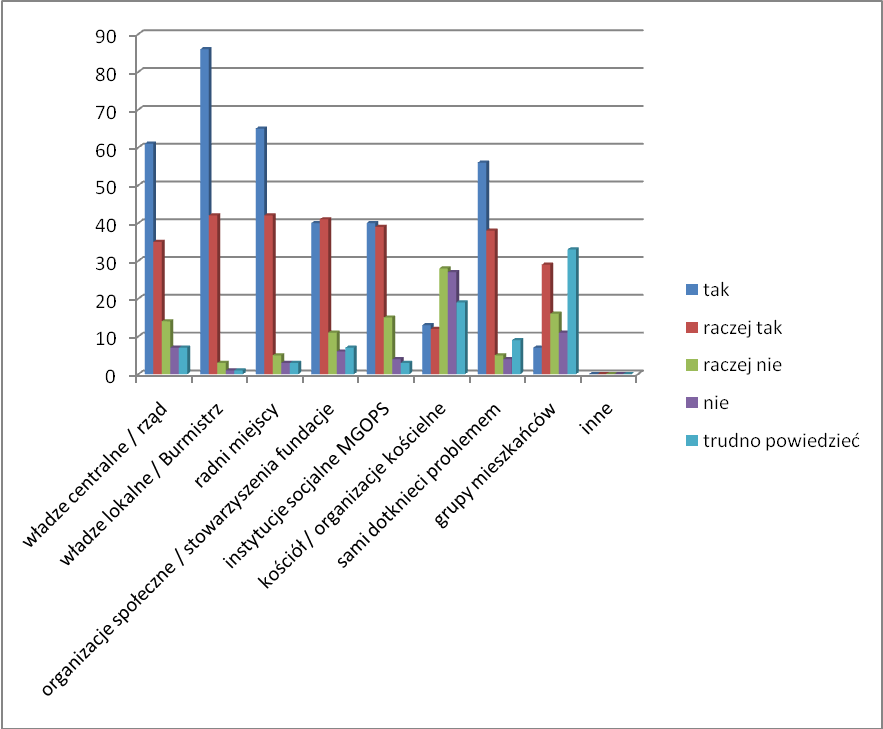 90
80
70
60
50
40
30
20
10
0
władze centralne / rząd
władze lokalne / Burmistrz
radni miejscy
organizacje społeczne / stowarzyszenia fundacje
instytucje socjalne MGOPS
kościół / organizacje kościelne
sami dotknieci problemem
grupy mieszkańców
inne
tak
raczej tak
raczej nie
nie
trudno powiedzieć